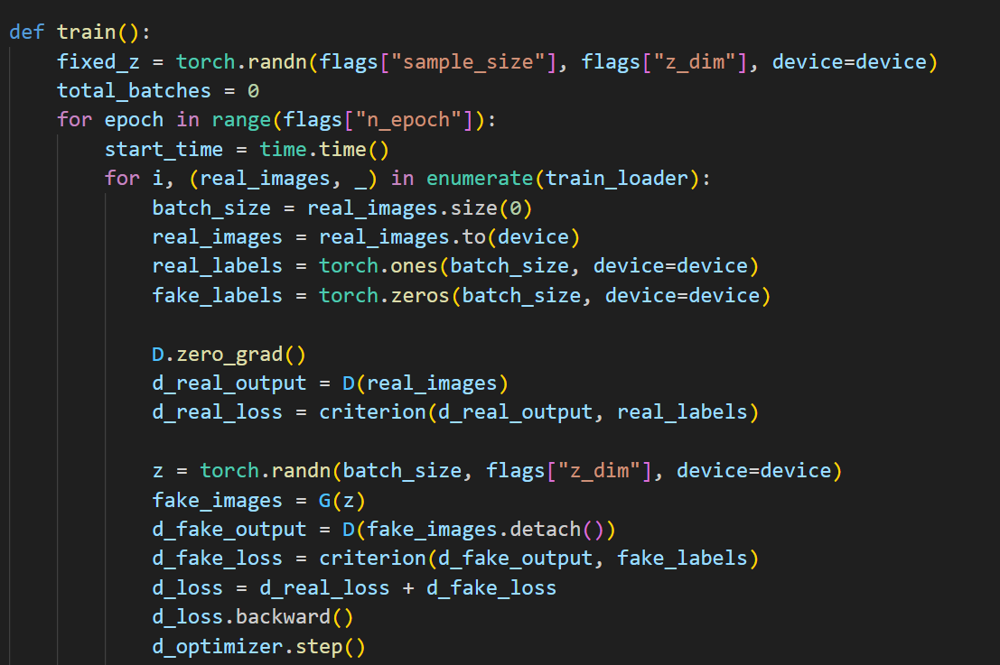 def train():
    fixed_z = torch.randn(flags["sample_size"], flags["z_dim"], device=device)
    total_batches = 0
    for epoch in range(flags["n_epoch"]):
        start_time = time.time()
        for i, (real_images, _) in enumerate(train_loader):
            batch_size = real_images.size(0)
            real_images = real_images.to(device)
            real_labels = torch.ones(batch_size, device=device)
            fake_labels = torch.zeros(batch_size, device=device)

            D.zero_grad()
            d_real_output = D(real_images)
            d_real_loss = criterion(d_real_output, real_labels)

            z = torch.randn(batch_size, flags["z_dim"], device=device)
            fake_images = G(z)
            d_fake_output = D(fake_images.detach())
            d_fake_loss = criterion(d_fake_output, fake_labels)
            d_loss = d_real_loss + d_fake_loss
            d_loss.backward()
            d_optimizer.step()